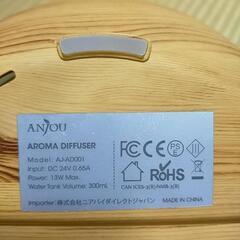 ANJOU
AROMA DIFFUSER
Model: AJ-AD001
Input: DC 24V 0.65A
Power: 13W Max.
Water Tank Volume: 300mL
FC CE PSE
RoHS
CAN ICES-3(B)/NMB-3(B)
Importer: 株式会社ニアバイダイレクトジャパン
MADE IN CHINA